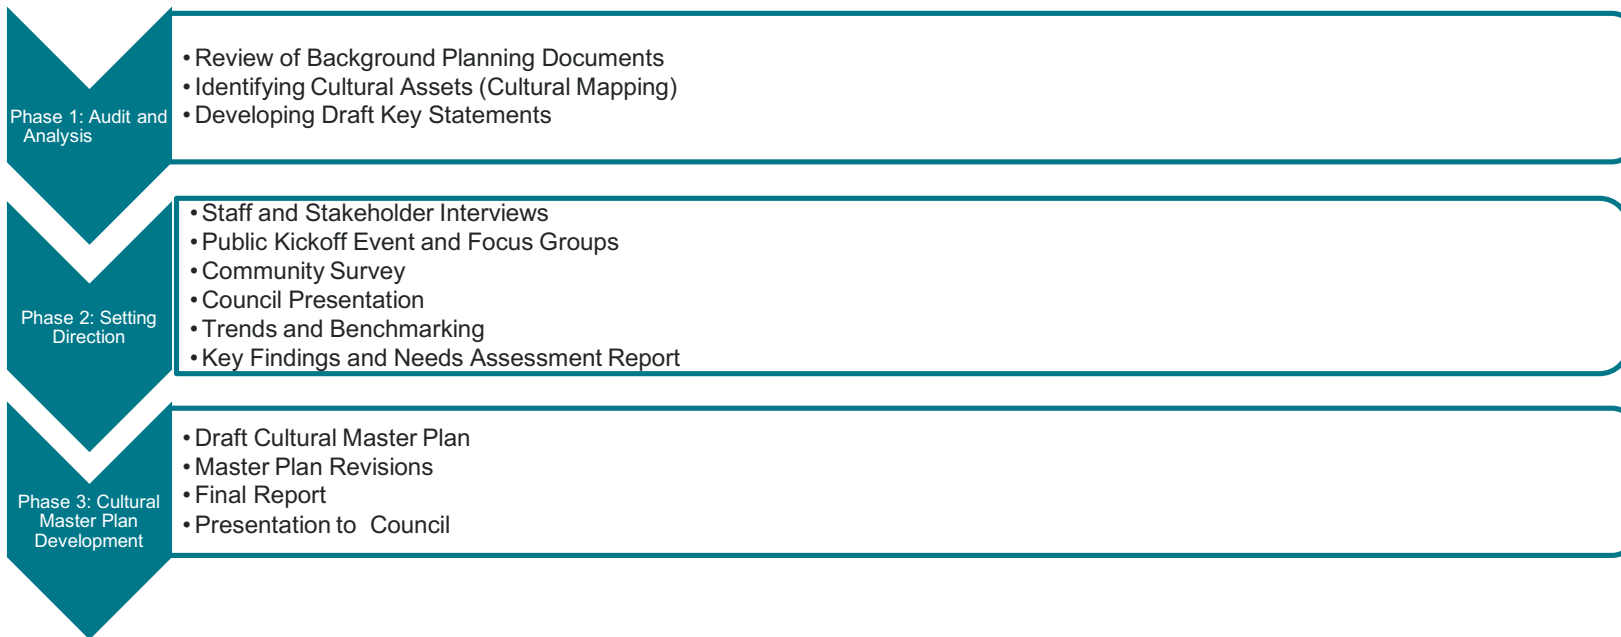 Phase 1: Audit and
Analysis
• Review of Background Planning Documents
• Identifying Cultural Assets (Cultural Mapping)
• Developing Draft Key Statements
Phase 2: Setting
Direction
• Staff and Stakeholder Interviews
• Public Kickoff Event and Focus Groups
• Community Survey
• Council Presentation
• Trends and Benchmarking
• Key Findings and Needs Assessment Report
Phase 3: Cultural
Master Plan
Development
• Draft Cultural Master Plan
• Master Plan Revisions
• Final Report
• Presentation to  Council